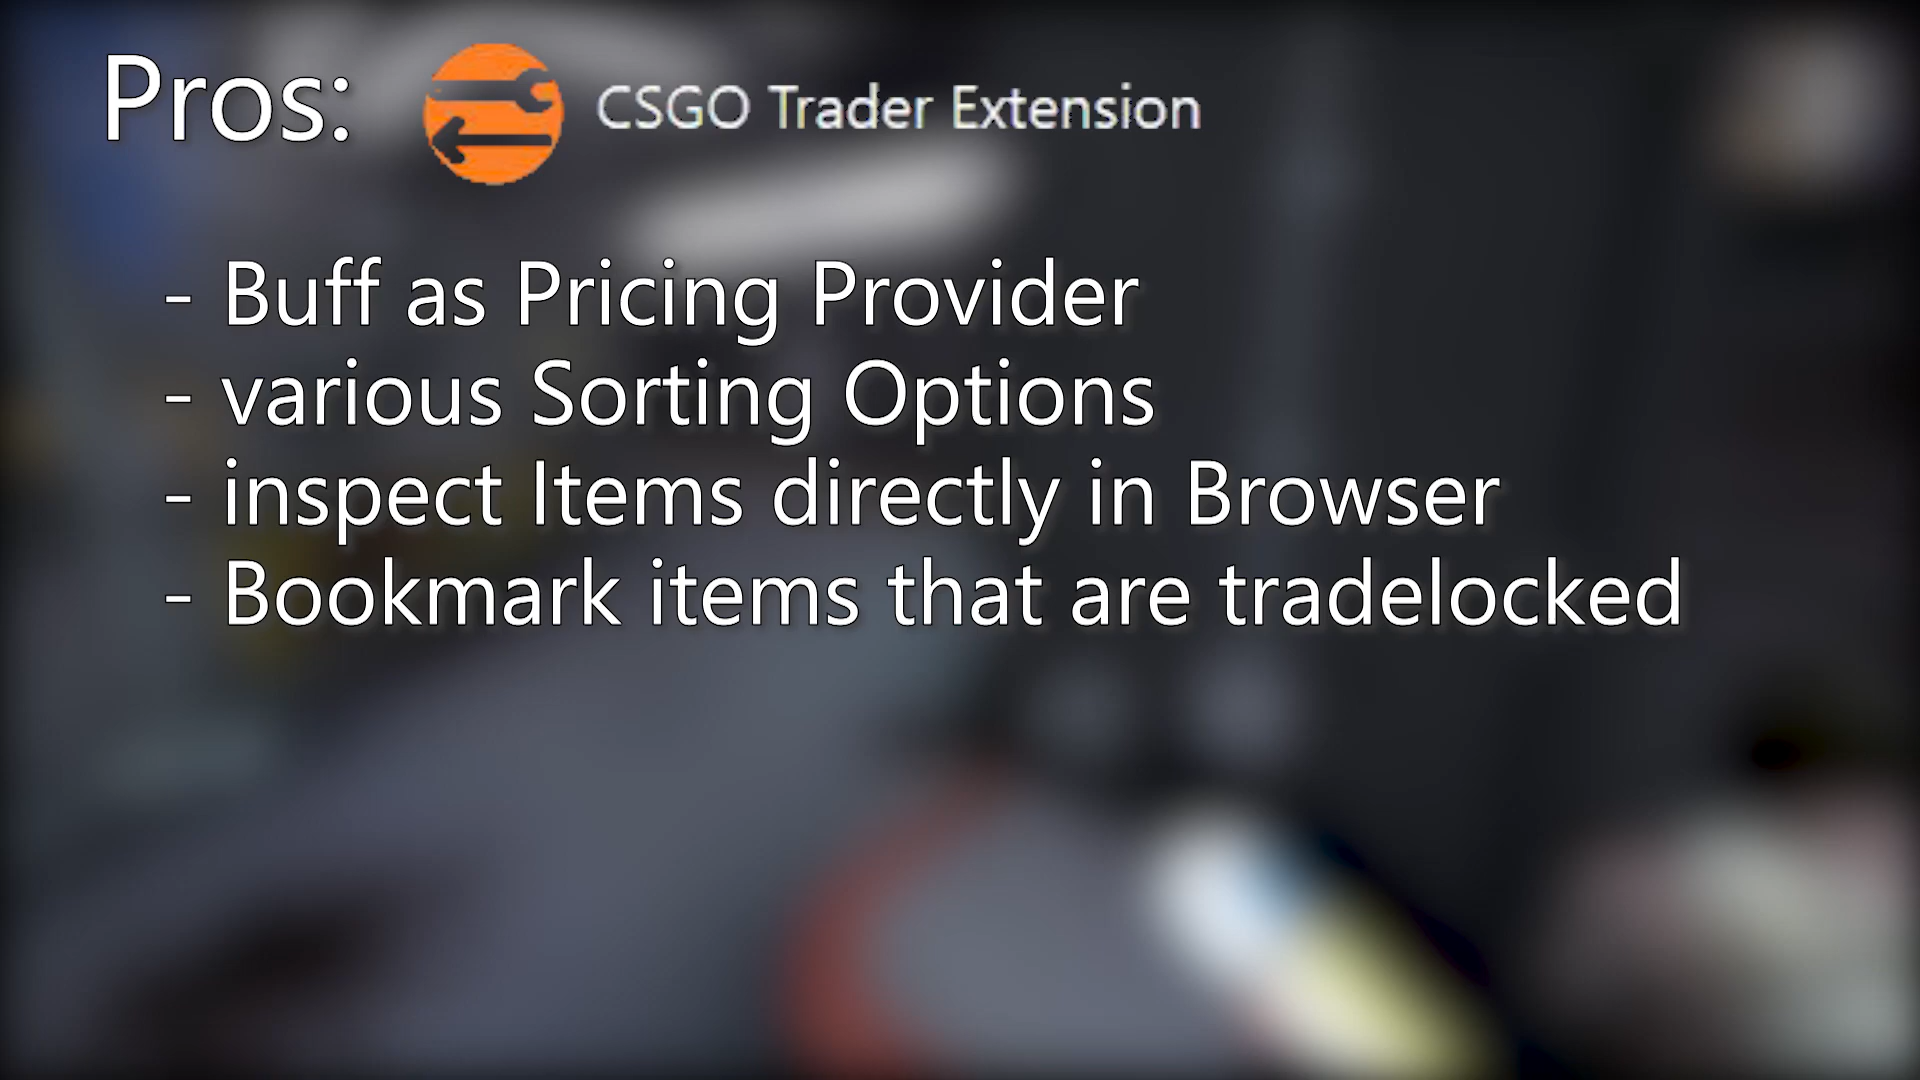 Pros: CSGO Trader Extension
- Buff as Pricing Provider
- various Sorting Options
- inspect Items directly in Browser
- Bookmark items that are tradelocked